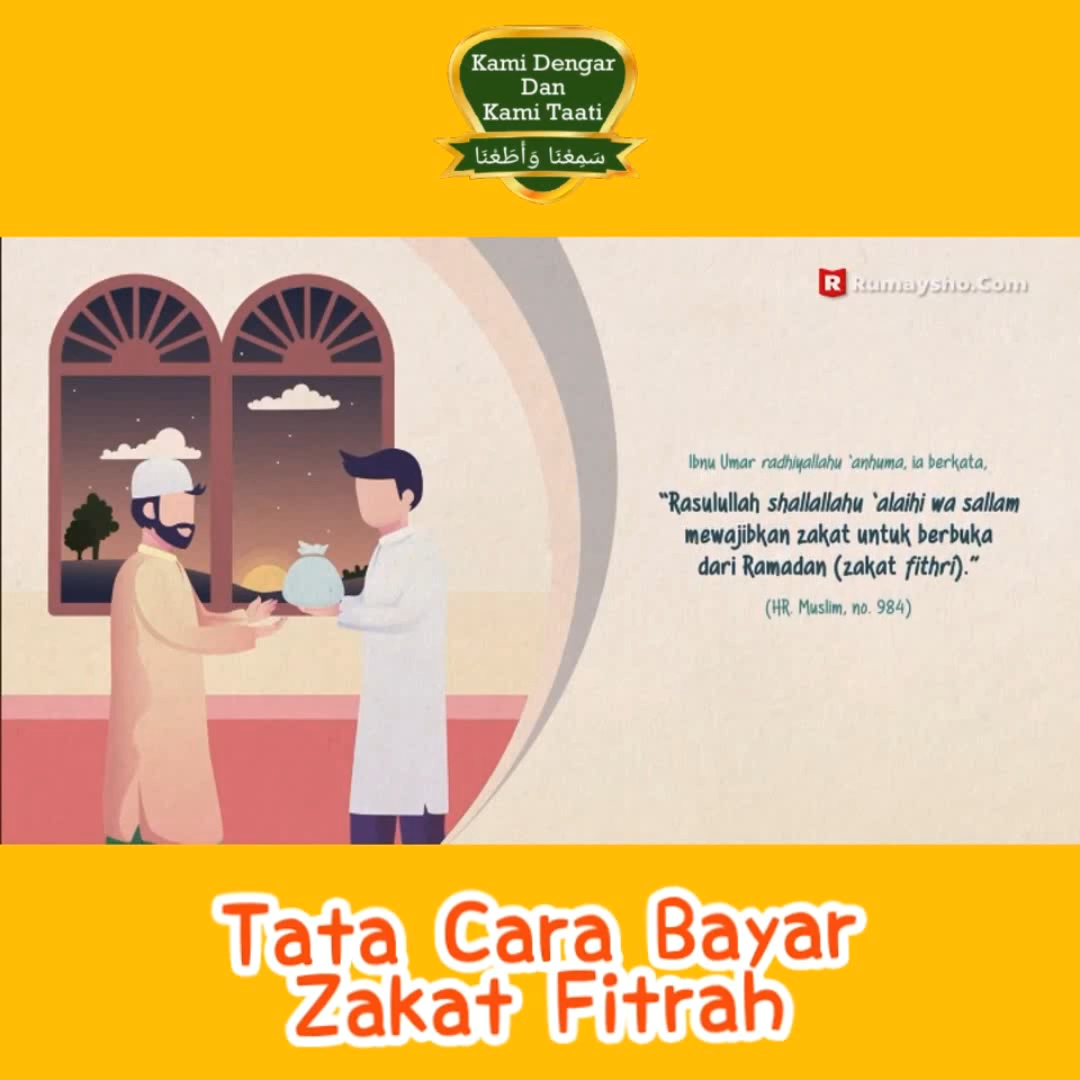 Kami Dengar
Dan
Kami Taati
سَمِعْنَا وَأَطَعْنَا
R Rumaysho.Com
Ibnu Umar radhiyallahu 'anhuma, ia berkata,
"Rasulullah shallallahu 'alaihi wa sallam
mewajibkan zakat untuk berbuka
dari Ramadan (zakat fithri)."
(HR. Muslim, no. 984)
Tata Cara Bayar
Zakat Fitrah